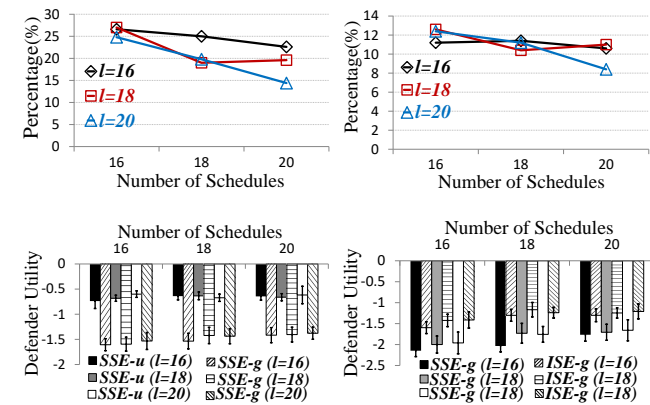 Percentage(%)
30
25
20
15
10
5
0
l=16
l=18
l=20
16 18 20
Number of Schedules
Percentage(%)
14
12
10
8
6
4
2
0
l=16
l=18
l=20
16 18 20
Number of Schedules
Number of Schedules
16 18 20
Defender Utility
0
-0.5
-1
-1.5
-2
SSE-u (l=16) SSE-g (l=16)
SSE-u (l=18) SSE-g (l=18)
SSE-u (l=20) SSE-g (l=20)
Number of Schedules
16 18 20
Defender Utility
0
-0.5
-1
-1.5
-2
-2.5
SSE-g (l=16) ISE-g (l=16)
SSE-g (l=18) ISE-g (l=18)
SSE-g (l=18) ISE-g (l=18)